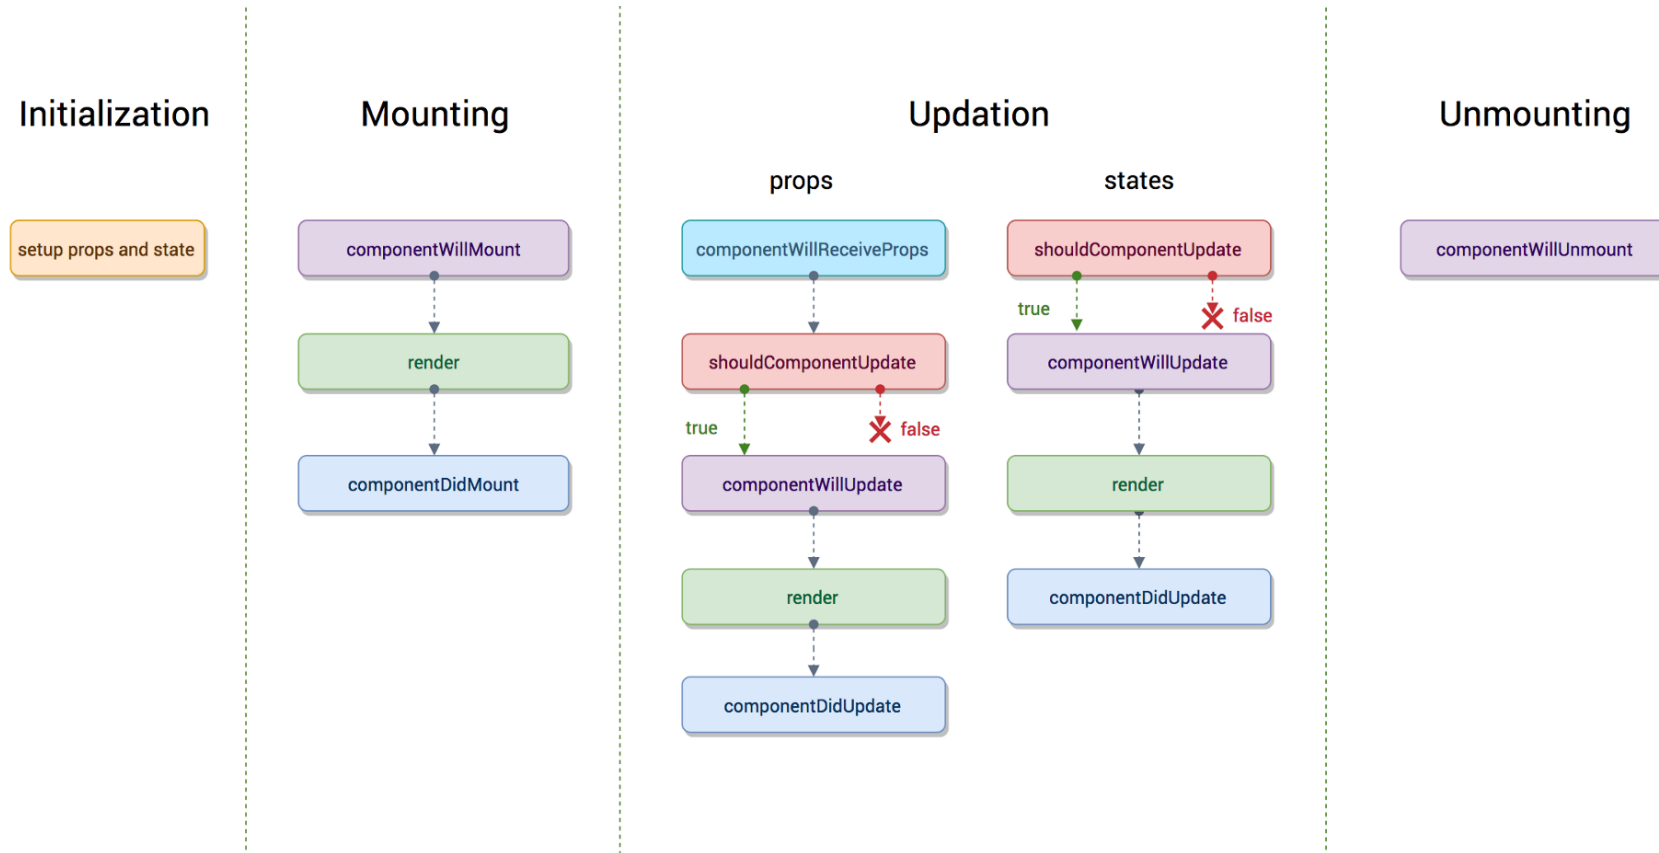 Initialization
Mounting
Updation
Unmounting
props
states
setup props and state
componentWillMount
render
componentDidMount
componentWillReceiveProps
shouldComponentUpdate
true
false
componentWillUpdate
render
componentDidUpdate
shouldComponentUpdate
true
false
componentWillUpdate
render
componentDidUpdate
componentWillUnmount